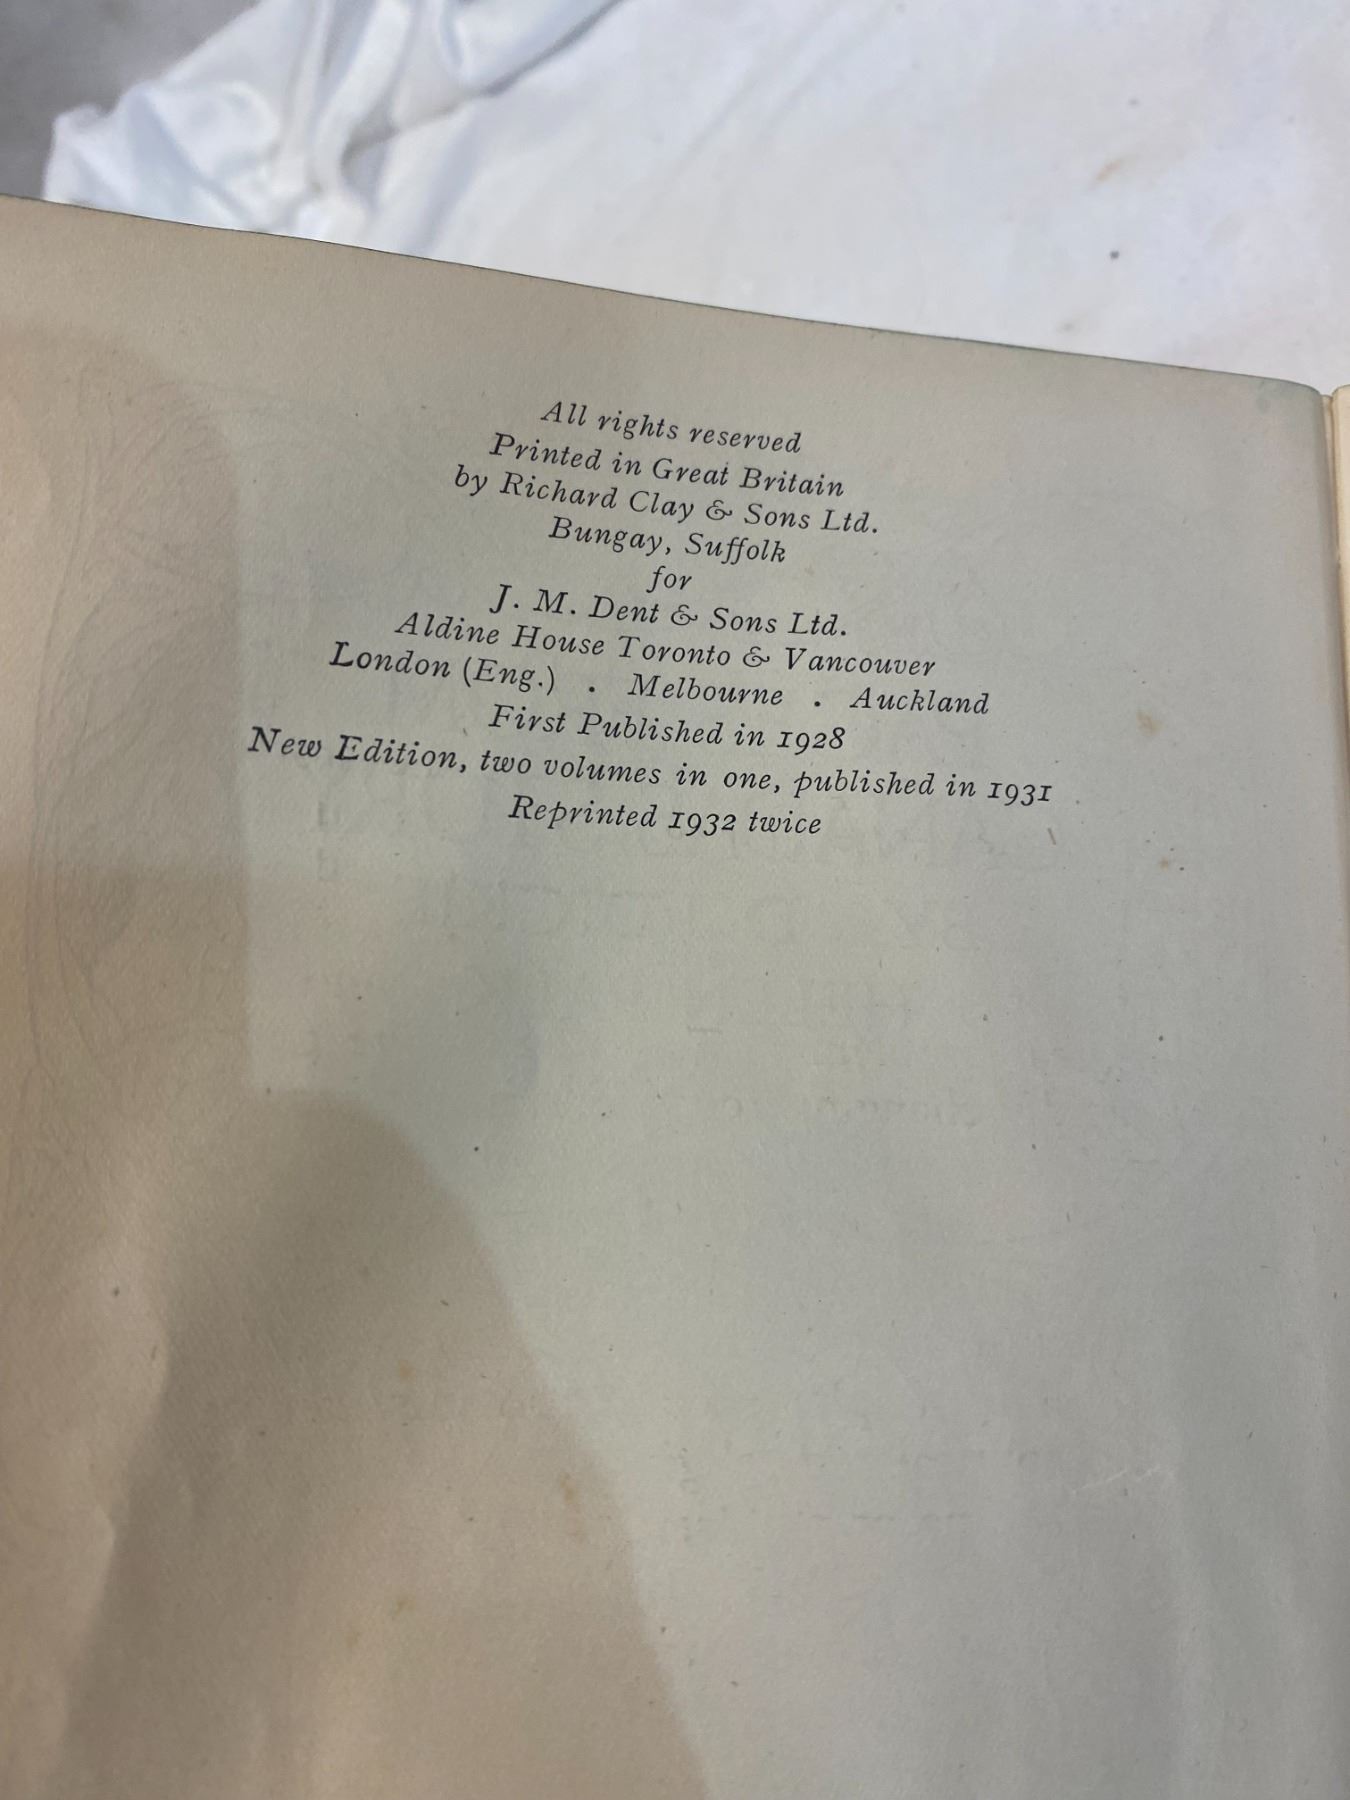 All rights reserved
Printed in Great Britain
by Richard Clay & Sons Ltd.
Bungay, Suffolk
for
J. M. Dent & Sons Ltd.
Aldine House Toronto & Vancouver
London (Eng.) . Melbourne . Auckland
First Published in 1928
New Edition, two volumes in one, published in 1931
Reprinted 1932 twice